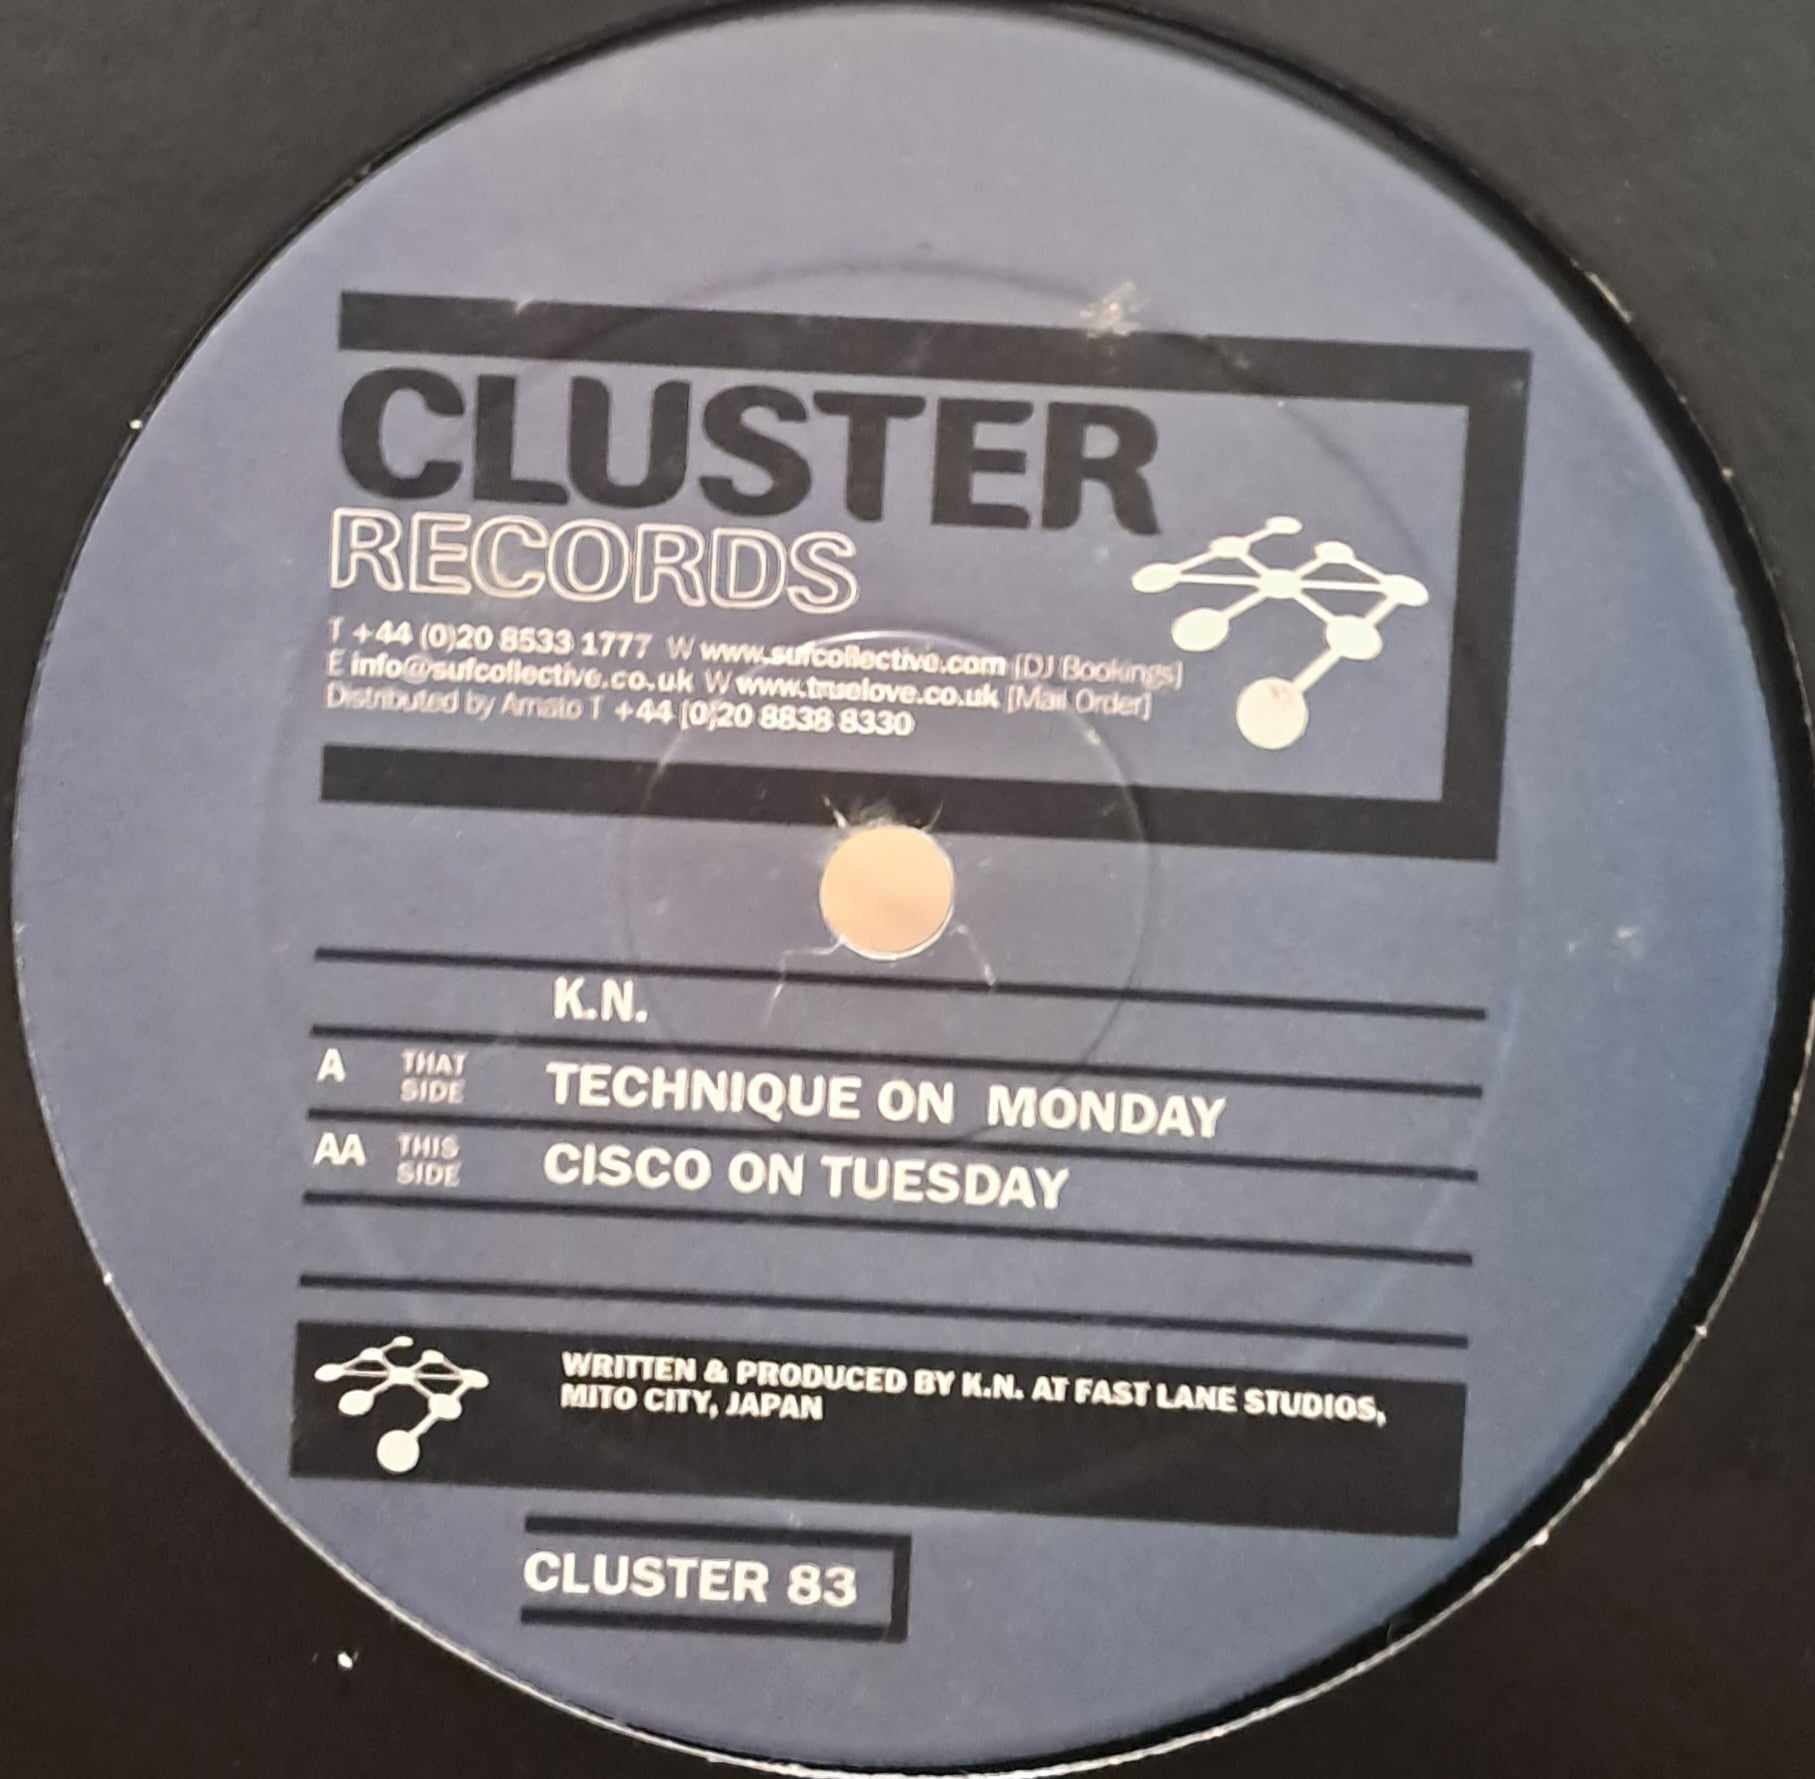 CLUSTER
RECORDS
T +44 (0)20 8533 1777 W www.sufcollective.com [DJ Bookings]
E info@sufcollective.co.uk W www.truelove.co.uk [Mail Order]
Distributed by Amato T +44 [0]20 8838 8330
K.N.
A THAT SIDE TECHNIQUE ON MONDAY
AA THIS SIDE CISCO ON TUESDAY
WRITTEN & PRODUCED BY K.N. AT FAST LANE STUDIOS,
MITO CITY, JAPAN
CLUSTER 83